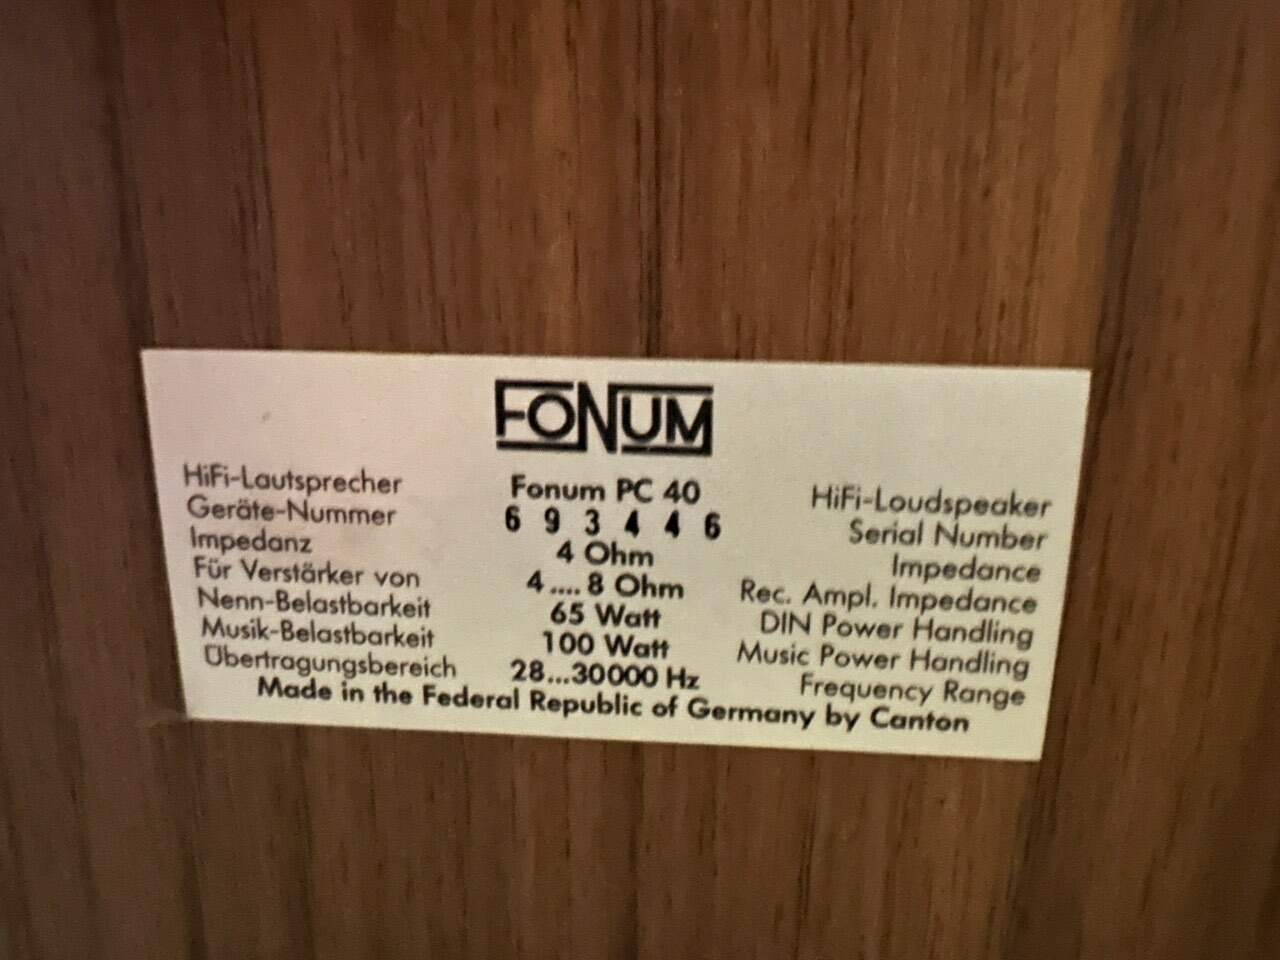 FONUM
HiFi-Lautsprecher Fonum PC 40 HiFi-Loudspeaker
Geräte-Nummer 6 9 3 4 4 6 Serial Number
Impedanz 4 Ohm Impedance
Für Verstärker von 4....8 Ohm Rec. Ampl. Impedance
Nenn-Belastbarkeit 65 Watt DIN Power Handling
Musik-Belastbarkeit 100 Watt Music Power Handling
Übertragungsbereich 28...30000 Hz Frequency Range
Made in the Federal Republic of Germany by Canton